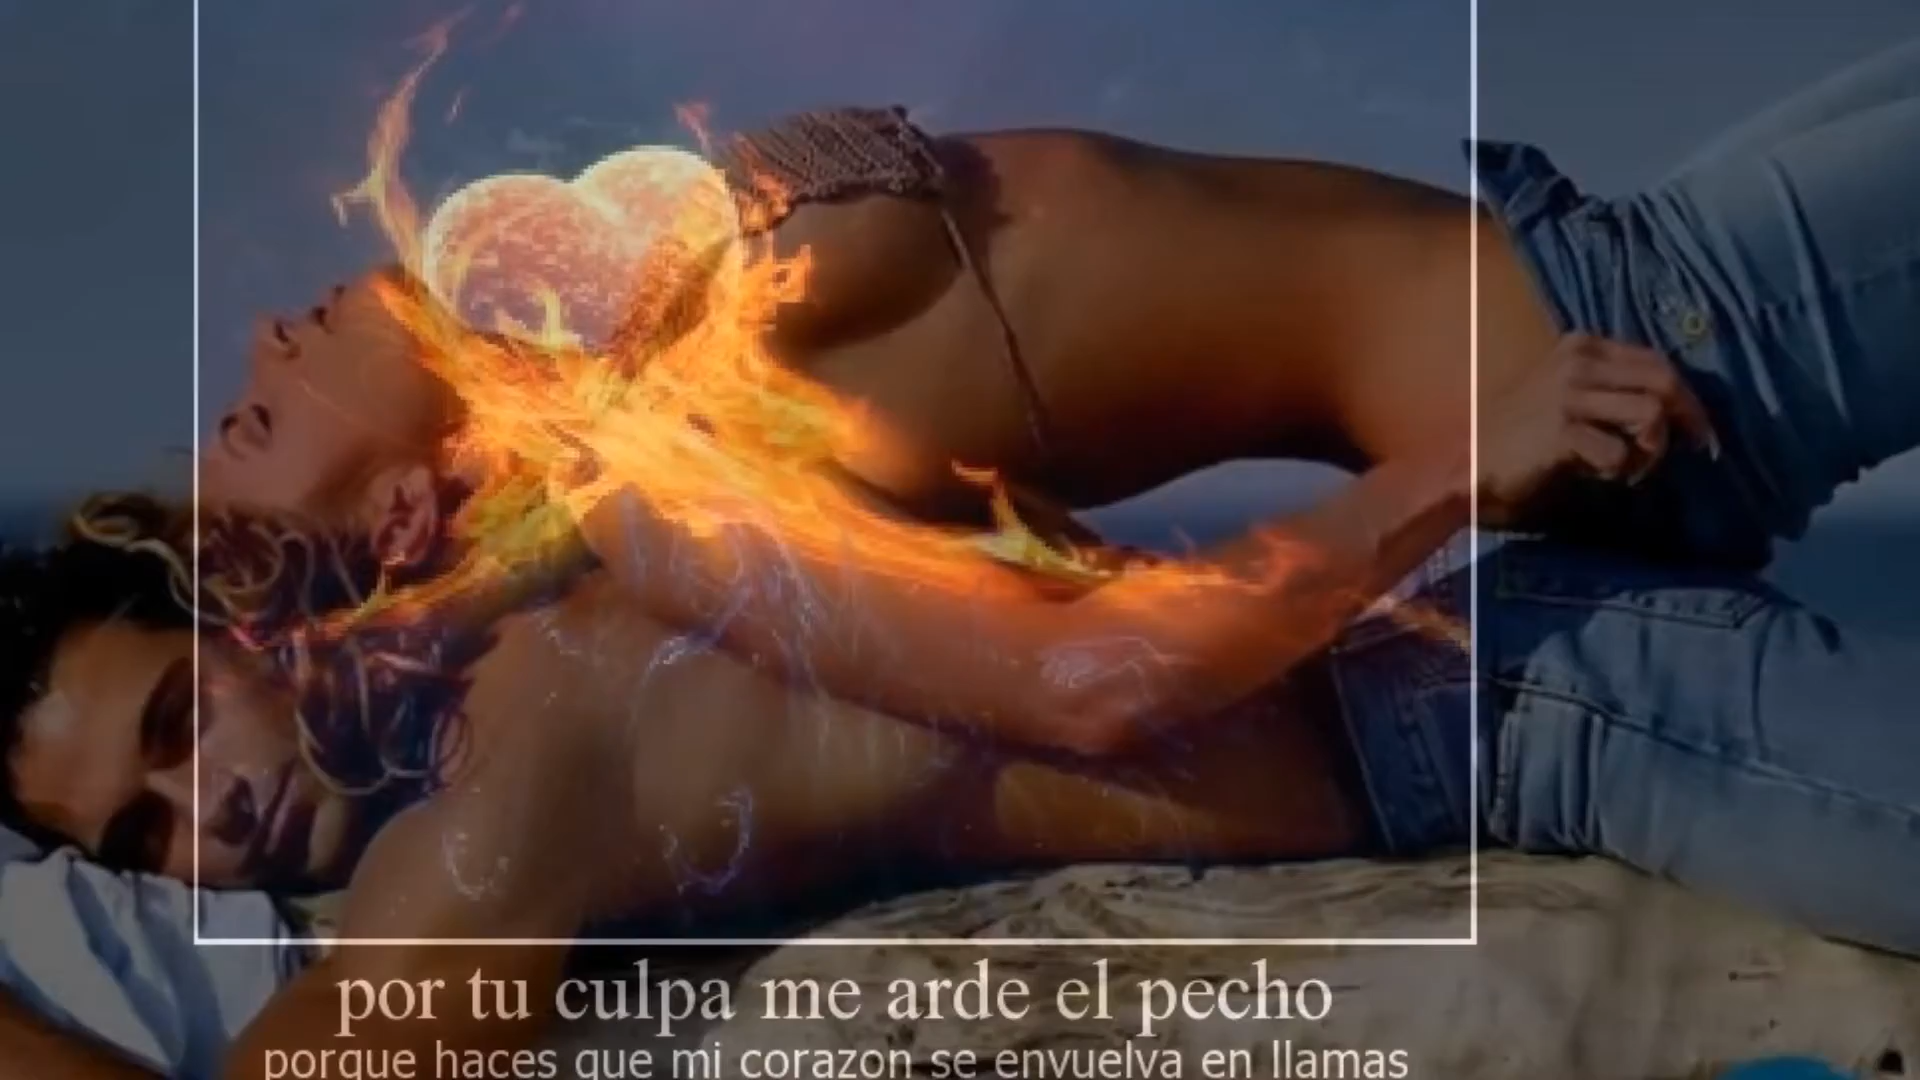 por tu culpa me arde el pecho
porque haces que mi corazon se envuelva en llamas